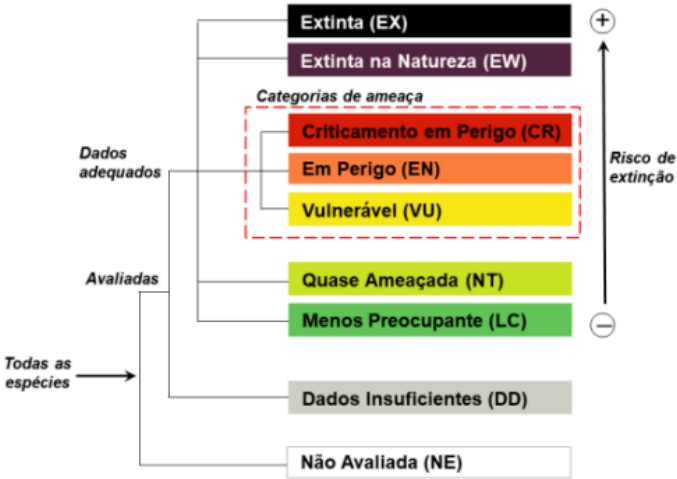 Extinta (EX)
+
Extinta na Natureza (EW)
Categorias de ameaça
Criticamento em Perigo (CR)
Dados
adequados
Em Perigo (EN)
Risco de
extinção
Vulnerável (VU)
Avaliadas
Quase Ameaçada (NT)
Menos Preocupante (LC)
−
Todas as
espécies
Dados Insuficientes (DD)
Não Avaliada (NE)